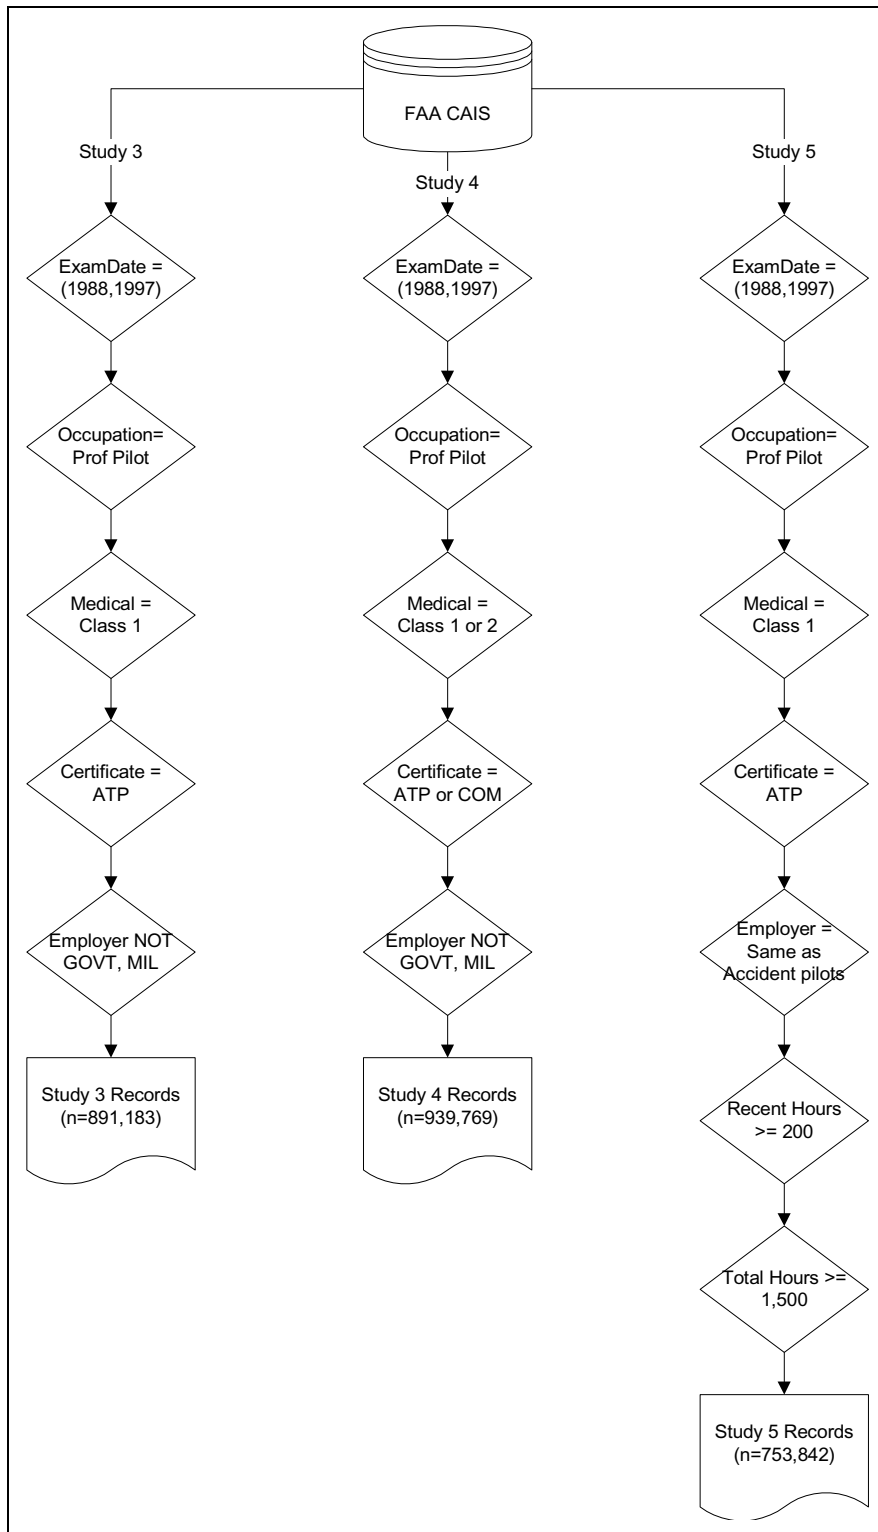 FAA CAIS
Study 3
Study 4
Study 5
ExamDate =
(1988,1997)
Occupation=
Prof Pilot
Medical =
Class 1
Certificate =
ATP
Employer NOT
GOVT, MIL
Study 3 Records
(n=891,183)
ExamDate =
(1988,1997)
Occupation=
Prof Pilot
Medical =
Class 1 or 2
Certificate =
ATP or COM
Employer NOT
GOVT, MIL
Study 4 Records
(n=939,769)
ExamDate =
(1988,1997)
Occupation=
Prof Pilot
Medical =
Class 1
Certificate =
ATP
Employer =
Same as
Accident pilots
Recent Hours
>= 200
Total Hours >=
1,500
Study 5 Records
(n=753,842)